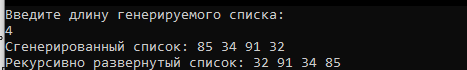 Введите длину генерируемого списка:
4
Сгенерированный список: 85 34 91 32
Рекурсивно развернутый список: 32 91 34 85